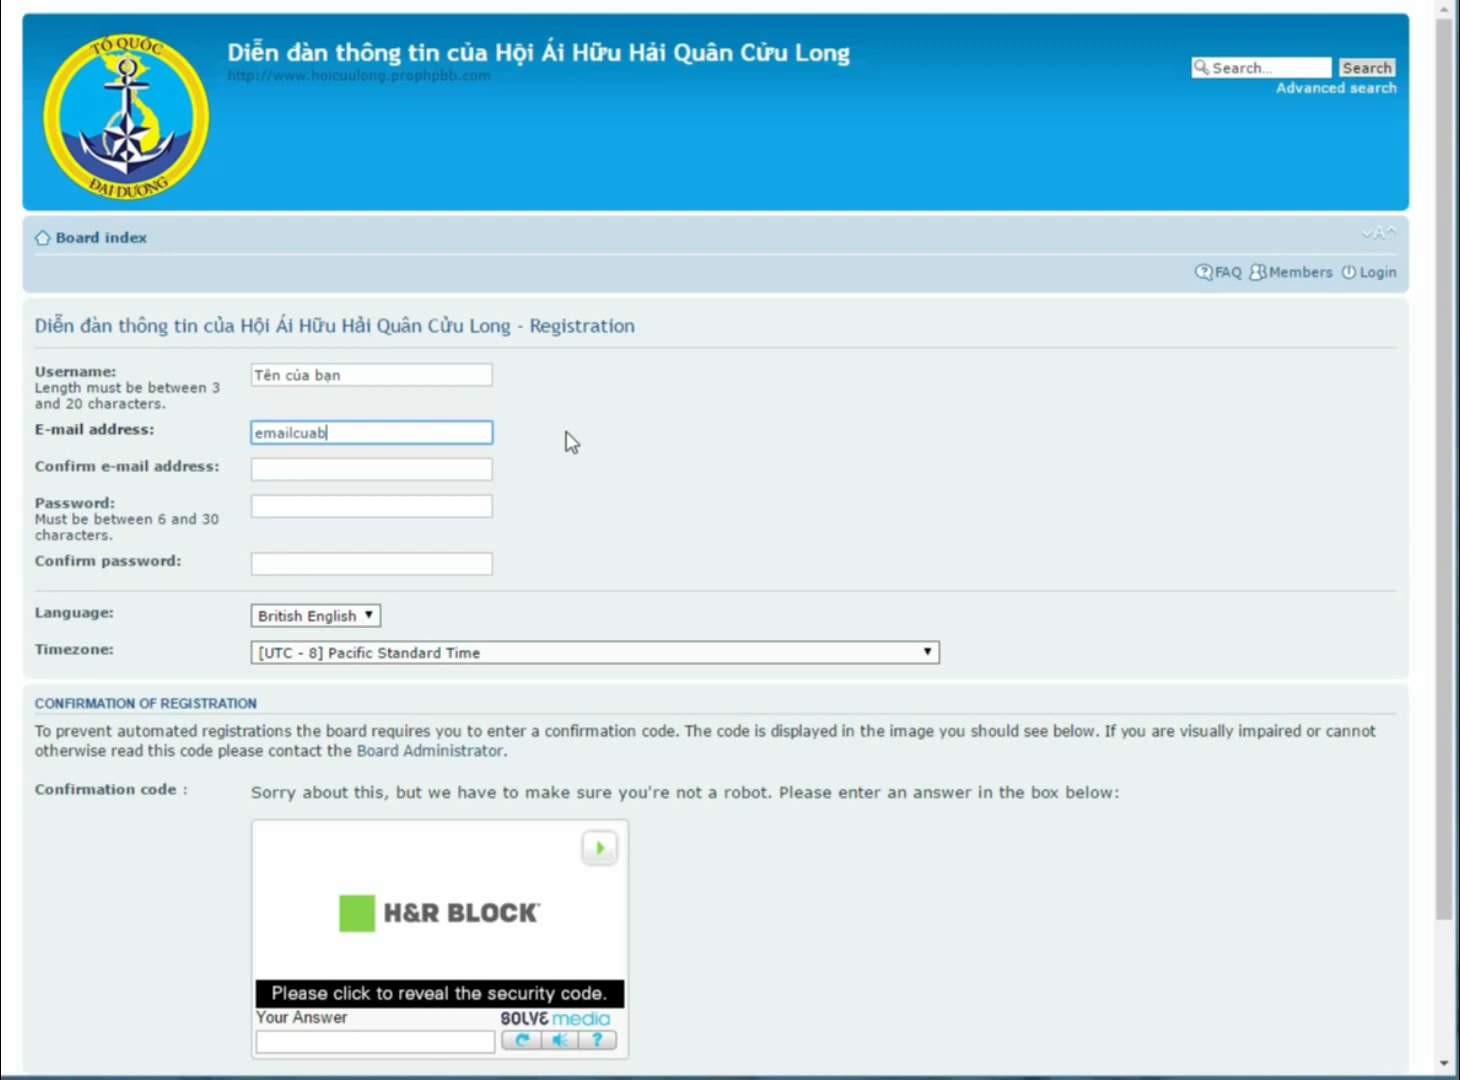 TỔ QUỐC
ĐẠI DƯƠNG
Diễn đàn thông tin của Hội Ái Hữu Hải Quân Cửu Long
http://www.hoicuulong.prophpbb.com
Search...
Search
Advanced search
Board index
A
FAQ
Members
Login
Diễn đàn thông tin của Hội Ái Hữu Hải Quân Cửu Long - Registration
Username:
Length must be between 3
and 20 characters.
Tên của bạn
E-mail address:
emailcuab
Confirm e-mail address:
Password:
Must be between 6 and 30
characters.
Confirm password:
Language:
British English
Timezone:
[UTC - 8] Pacific Standard Time
CONFIRMATION OF REGISTRATION
To prevent automated registrations the board requires you to enter a confirmation code. The code is displayed in the image you should see below. If you are visually impaired or cannot
otherwise read this code please contact the Board Administrator.
Confirmation code :
Sorry about this, but we have to make sure you're not a robot. Please enter an answer in the box below:
H&R BLOCK
Please click to reveal the security code.
Your Answer
SOLVE media
?